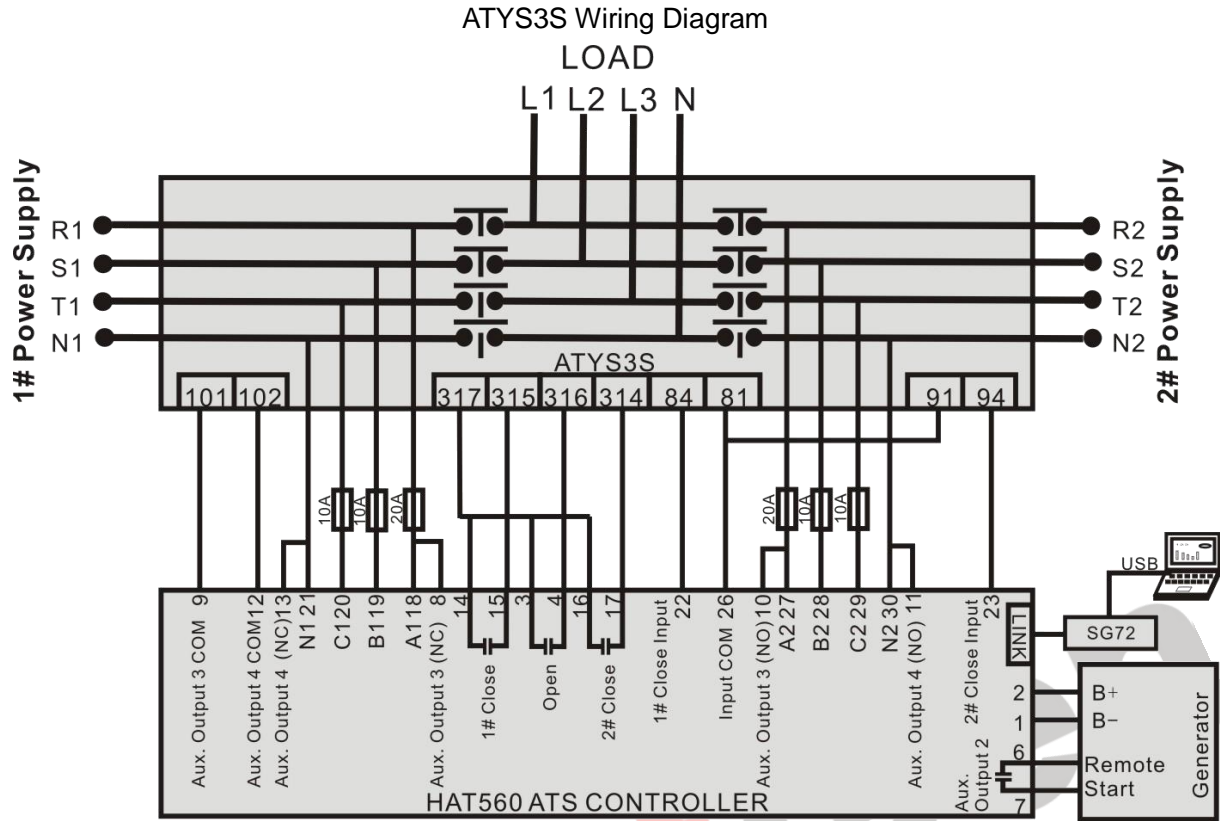 ATYS3S Wiring Diagram
LOAD
L1 L2 L3 N
1# Power Supply
R1
S1
T1
N1
2# Power Supply
R2
S2
T2
N2
ATYS3S
101 102
317 315 316 314 84 81
91 94
10A
10A
20A
20A
10A
10A
Aux. Output 3 COM 9
Aux. Output 4 COM 12
Aux. Output 4 (NC) 13
N1 21
C1 20
B1 19
A1 18
Aux. Output 3 (NC) 8
14
15
1# Close
3
4
Open
16
17
2# Close
1# Close Input 22
Input COM 26
Aux. Output 3 (NO) 10
A2 27
B2 28
C2 29
N2 30
Aux. Output 4 (NO) 11
2# Close Input 23
LINK
USB
SG72
2
1
6
7
Aux.
Output 2
B+
B−
Remote
Start
Generator
HAT560 ATS CONTROLLER